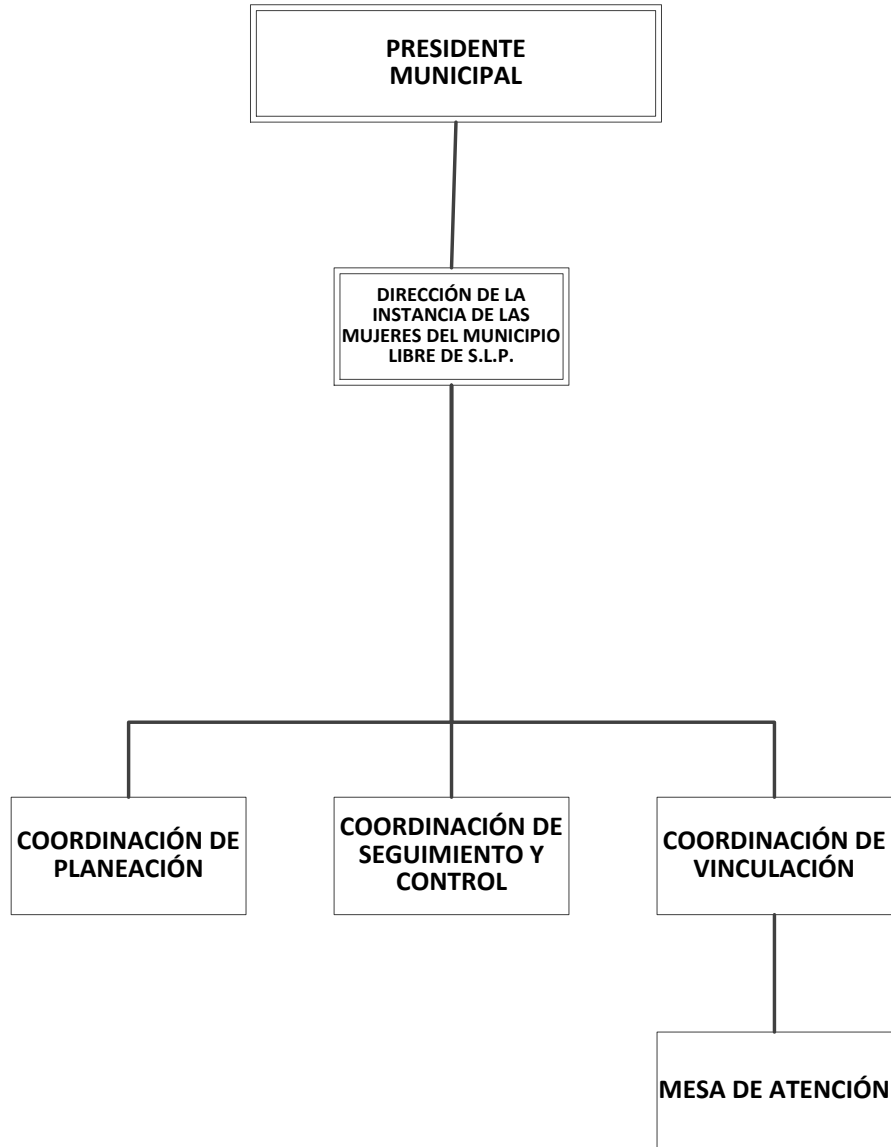 PRESIDENTE
MUNICIPAL
DIRECCIÓN DE LA
INSTANCIA DE LAS
MUJERES DEL MUNICIPIO
LIBRE DE S.L.P.
COORDINACIÓN DE
PLANEACIÓN
COORDINACIÓN DE
SEGUIMIENTO Y
CONTROL
COORDINACIÓN DE
VINCULACIÓN
MESA DE ATENCIÓN